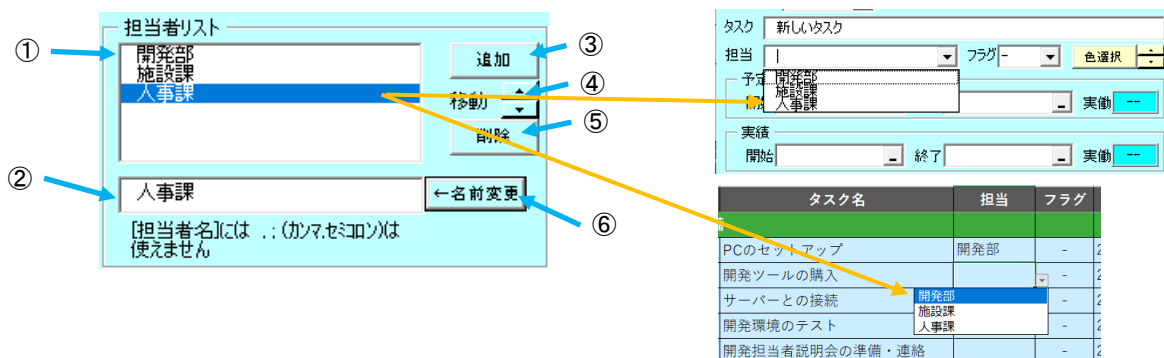 担当者リスト
①
開発部
施設課
人事課
追加
③
移動
④
削除
⑤
②
人事課
←名前変更
⑥
[担当者名]には , ; (カンマ,セミコロン)は
使えません
タスク 新しいタスク
担当 フラグ - 色選択
予定
開発部
施設課
人事課
実働 --
実績
開始 終了 実働 --
タスク名 担当 フラグ
PCのセットアップ 開発部 - 2
開発ツールの購入 - 2
サーバーとの接続 - 2
開発環境のテスト - 2
開発担当者説明会の準備・連絡 - 2
開発部
施設課
人事課